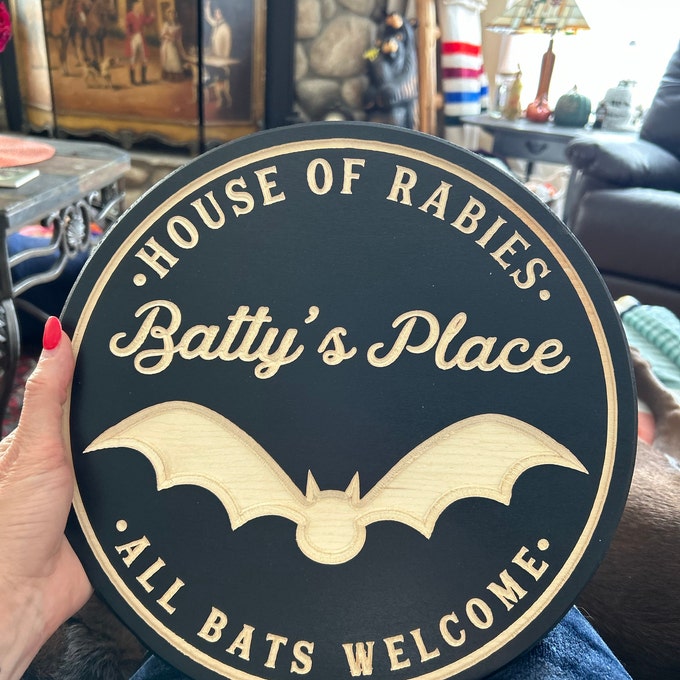 ·HOUSE OF RABIES·
Batty's Place
·ALL BATS WELCOME·